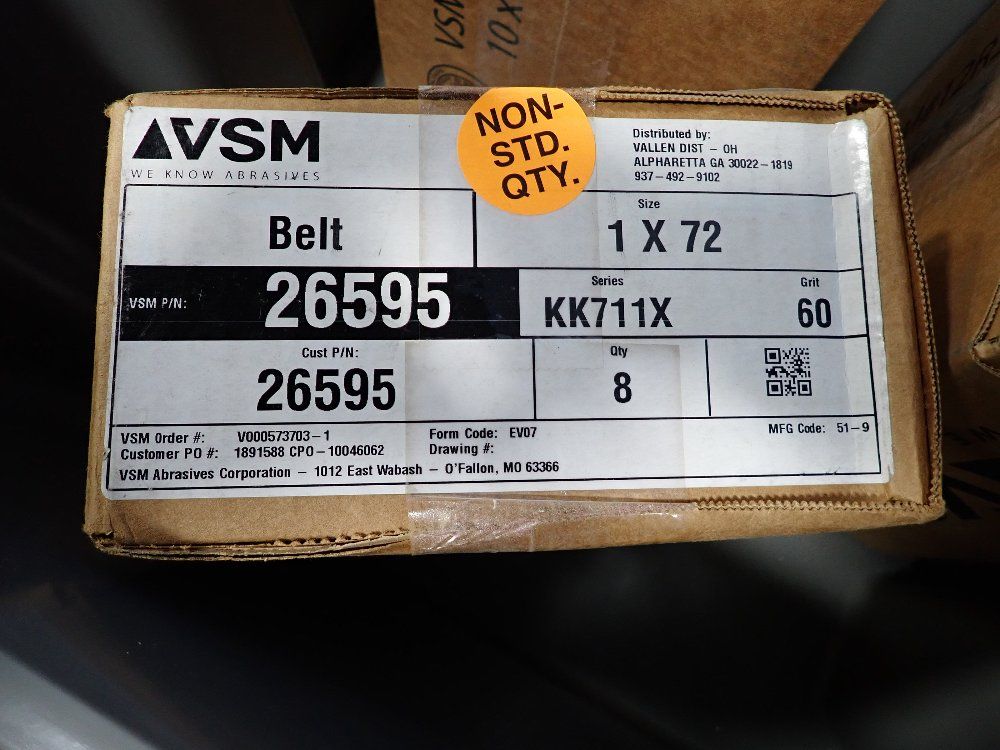 VSM
10 X
VSM
WE KNOW ABRASIVES
NON-
STD.
QTY.
Distributed by:
VALLEN DIST - OH
ALPHARETTA GA 30022-1819
937-492-9102
Belt
Size
1 X 72
VSM P/N:
26595
Series
KK711X
Grit
60
Cust P/N:
26595
Qty
8
VSM Order #: V000573703-1
Customer PO #: 1891588 CPO-10046062
Form Code: EV07
Drawing #:
MFG Code: 51-9
VSM Abrasives Corporation - 1012 East Wabash - O'Fallon, MO 63366